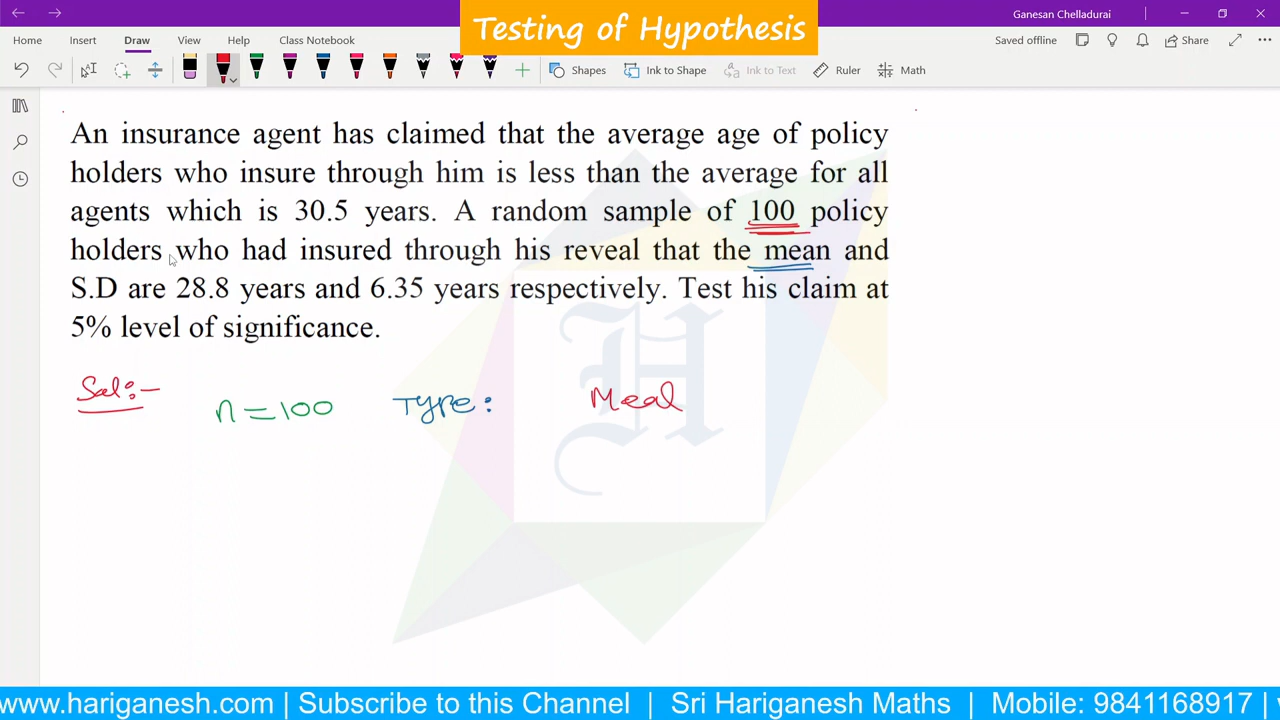 Ganesan Chelladurai
Testing of Hypothesis
Home Insert Draw View Help Class Notebook
Saved offline
Share
Shapes Ink to Shape Ink to Text Ruler Math
An insurance agent has claimed that the average age of policy
holders who insure through him is less than the average for all
agents which is 30.5 years. A random sample of 100 policy
holders who had insured through his reveal that the mean and
S.D are 28.8 years and 6.35 years respectively. Test his claim at
5% level of significance.
Sol:-
n=100 Type: Meal
H
www.hariganesh.com | Subscribe to this Channel | Sri Hariganesh Maths | Mobile: 9841168917 |